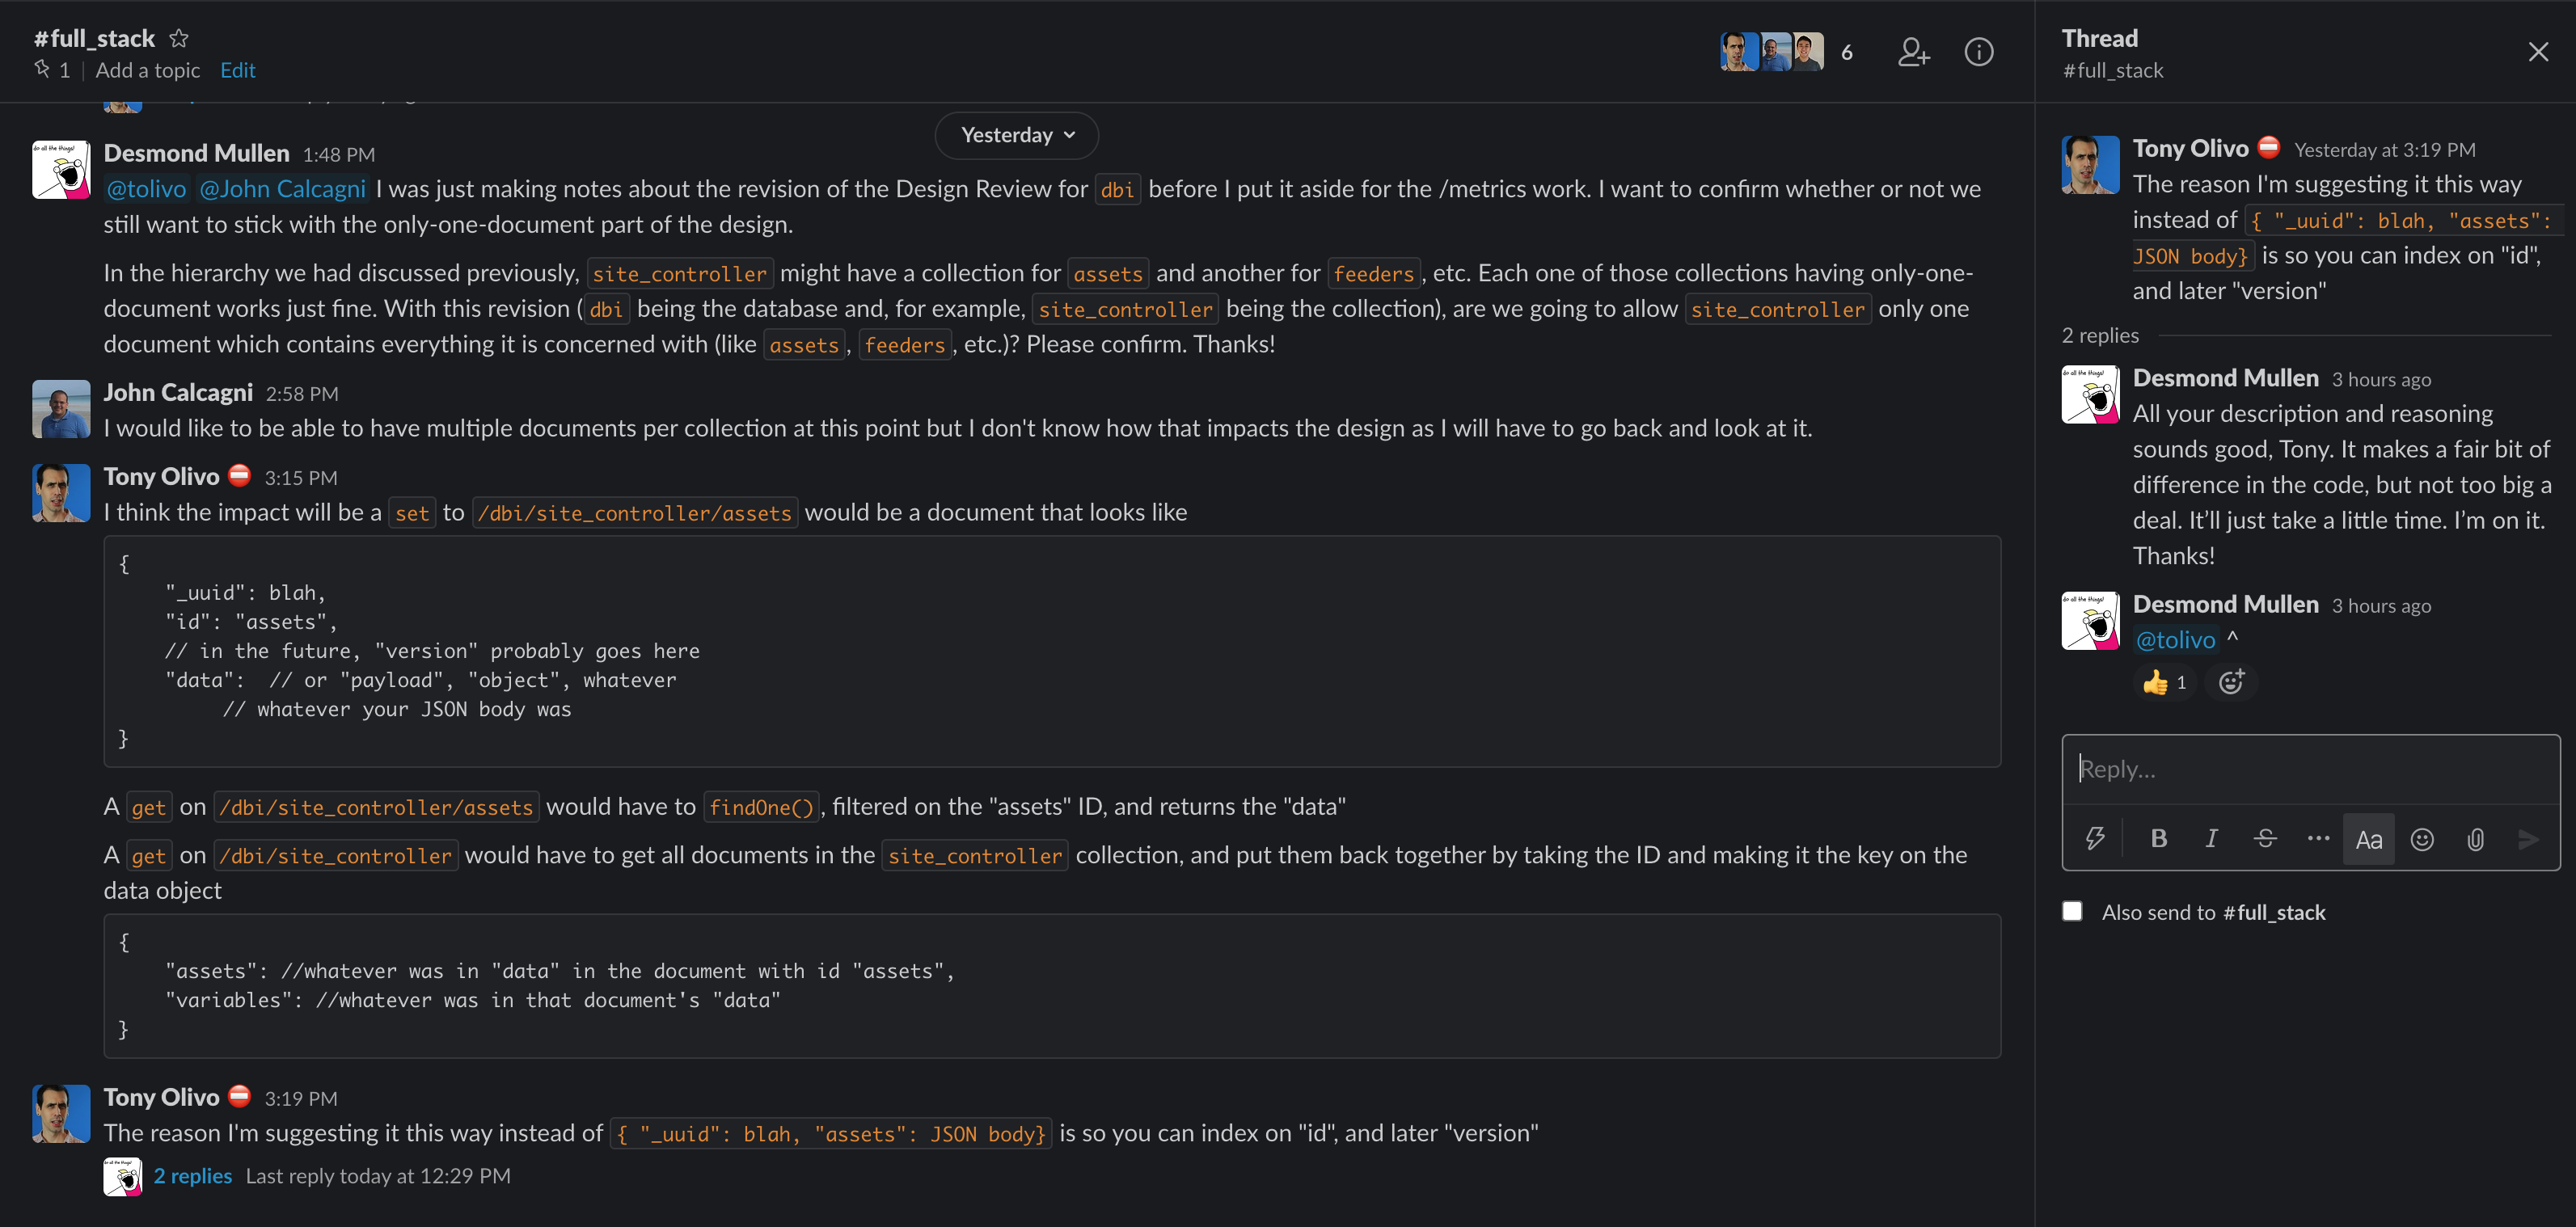 #full_stack
1 | Add a topic Edit
6
Yesterday
Desmond Mullen 1:48 PM
@tolivo @John Calcagni I was just making notes about the revision of the Design Review for dbi before I put it aside for the /metrics work. I want to confirm whether or not we
still want to stick with the only-one-document part of the design.
In the hierarchy we had discussed previously, site_controller might have a collection for assets and another for feeders, etc. Each one of those collections having only-one-
document works just fine. With this revision (dbi being the database and, for example, site_controller being the collection), are we going to allow site_controller only one
document which contains everything it is concerned with (like assets, feeders, etc.)? Please confirm. Thanks!
John Calcagni 2:58 PM
I would like to be able to have multiple documents per collection at this point but I don't know how that impacts the design as I will have to go back and look at it.
Tony Olivo 3:15 PM
I think the impact will be a set to /dbi/site_controller/assets would be a document that looks like
{
"_uuid": blah,
"id": "assets",
// in the future, "version" probably goes here
"data": // or "payload", "object", whatever
// whatever your JSON body was
}
A get on /dbi/site_controller/assets would have to findOne(), filtered on the "assets" ID, and returns the "data"
A get on /dbi/site_controller would have to get all documents in the site_controller collection, and put them back together by taking the ID and making it the key on the
data object
{
"assets": //whatever was in "data" in the document with id "assets",
"variables": //whatever was in that document's "data"
}
Tony Olivo 3:19 PM
The reason I'm suggesting it this way instead of { "_uuid": blah, "assets": JSON body} is so you can index on "id", and later "version"
do all the things!
2 replies Last reply today at 12:29 PM
Thread
#full_stack
Tony Olivo Yesterday at 3:19 PM
The reason I'm suggesting it this way
instead of { "_uuid": blah, "assets":
JSON body} is so you can index on "id",
and later "version"
2 replies
do all the things!
Desmond Mullen 3 hours ago
All your description and reasoning
sounds good, Tony. It makes a fair bit of
difference in the code, but not too big a
deal. It’ll just take a little time. I’m on it.
Thanks!
do all the things!
Desmond Mullen 3 hours ago
@tolivo ^
1
Reply...
B I S Aa
Also send to #full_stack